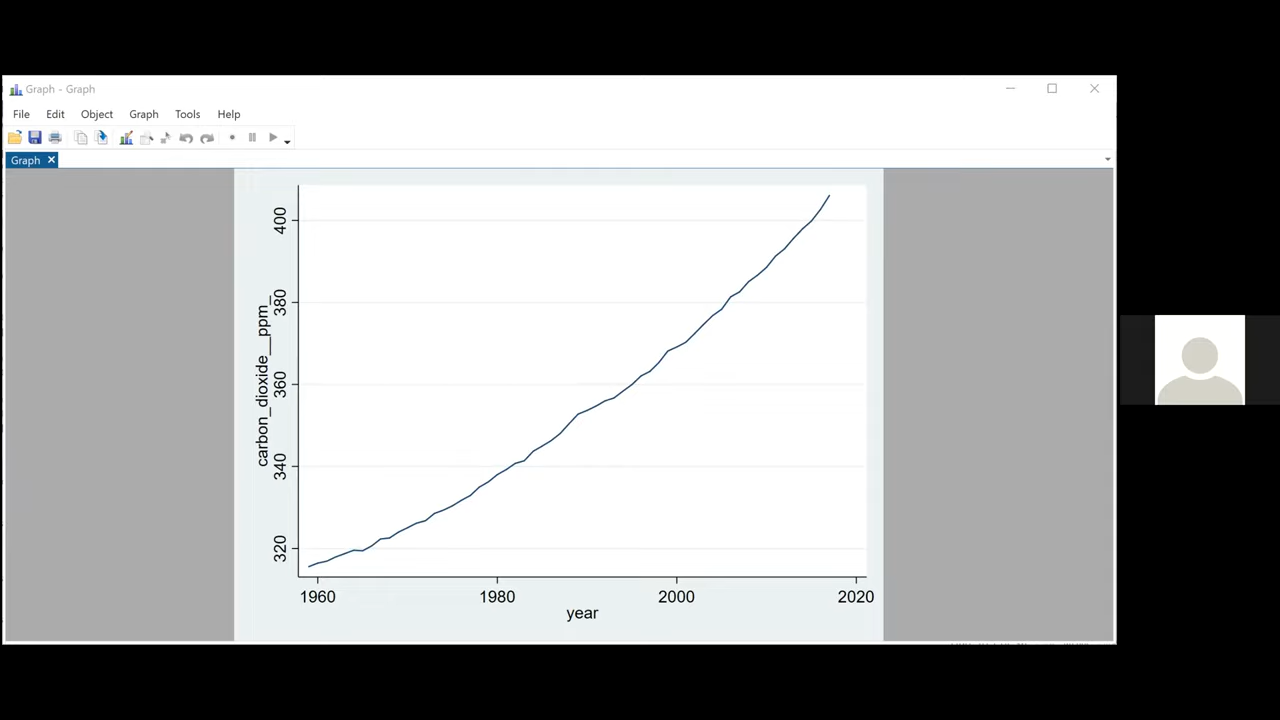 Graph - Graph
File Edit Object Graph Tools Help
Graph
carbon_dioxide__ppm_
400
380
360
340
320
1960 1980 2000 2020
year